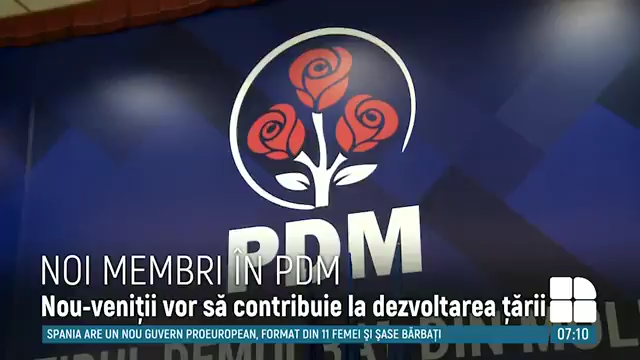 PDM
NOI MEMBRI ÎN PDM
Nou-veniții vor să contribuie la dezvoltarea țării
SPANIA ARE UN NOU GUVERN PROEUROPEAN, FORMAT DIN 11 FEMEI ȘI ȘASE BĂRBAȚI
07:10